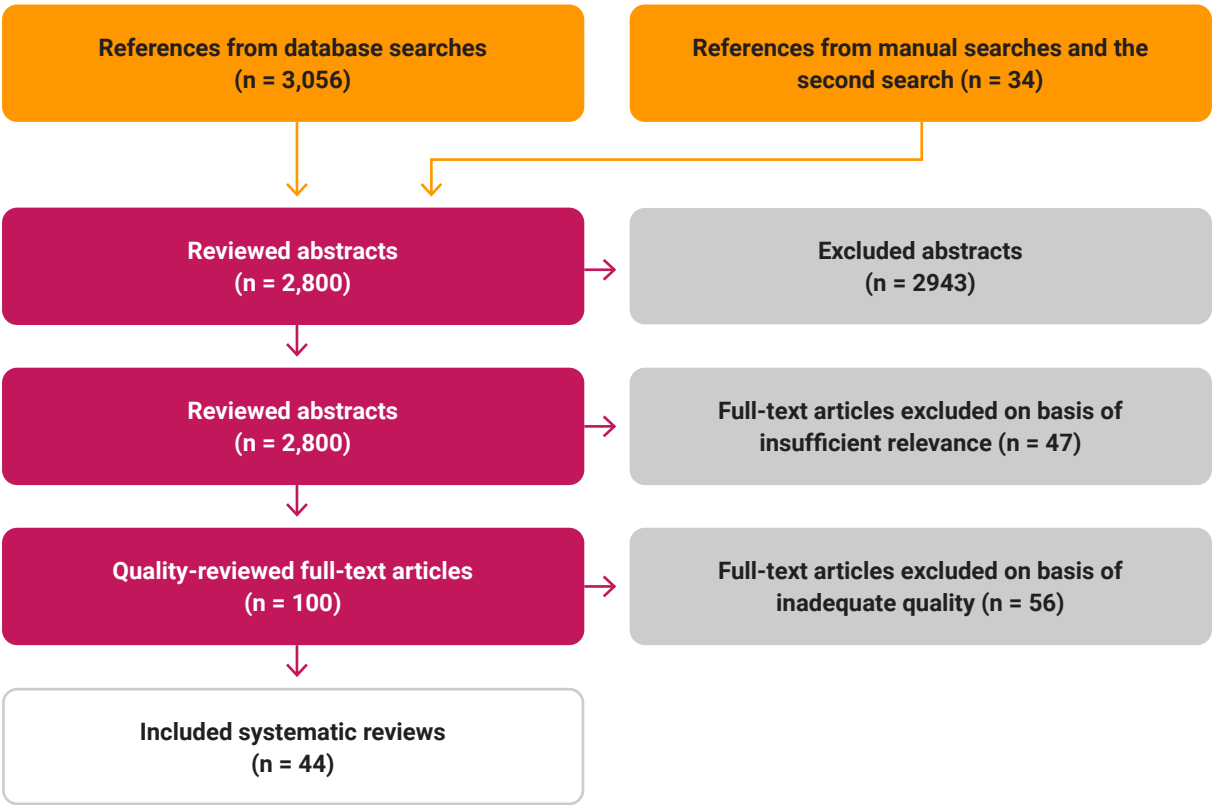 References from database searches
(n = 3,056)
References from manual searches and the
second search (n = 34)
Reviewed abstracts
(n = 2,800)
Excluded abstracts
(n = 2943)
Reviewed abstracts
(n = 2,800)
Full-text articles excluded on basis of
insufficient relevance (n = 47)
Quality-reviewed full-text articles
(n = 100)
Full-text articles excluded on basis of
inadequate quality (n = 56)
Included systematic reviews
(n = 44)